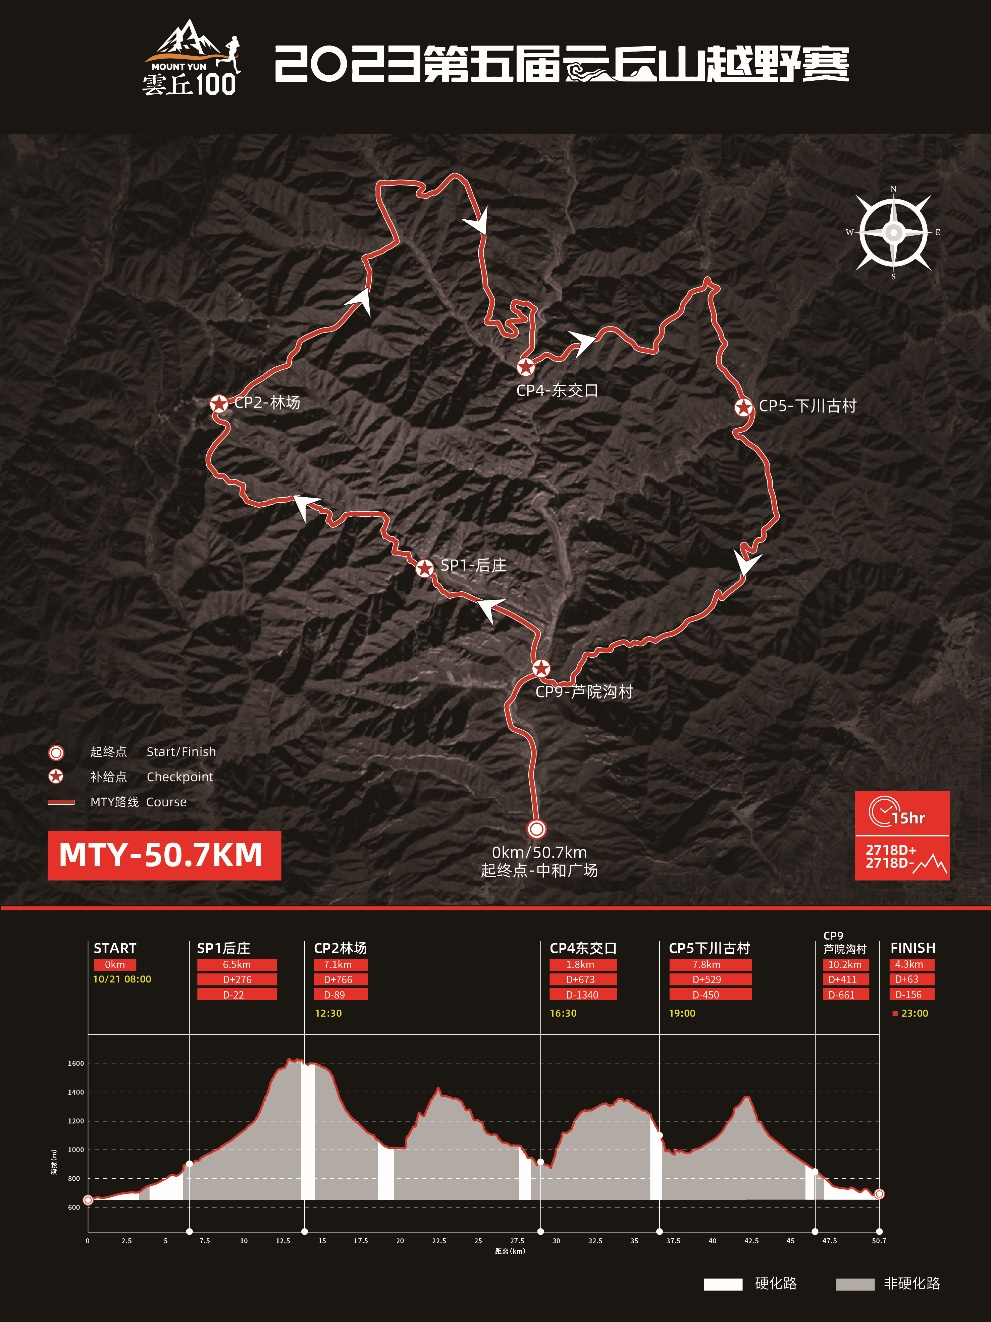 MOUNT YUN
雲丘100
2023第五届云丘山越野赛
N
W
E
S
CP2-林场
CP4-东交口
CP5-下川古村
SP1-后庄
CP9-芦院沟村
起终点 Start/Finish
补给点 Checkpoint
MTY路线 Course
MTY-50.7KM
0km/50.7km
起终点-中和广场
15hr
2718D+
2718D-
START
0km
10/21 08:00
SP1后庄
6.5km
D+276
D-22
CP2林场
7.1km
D+766
D-89
12:30
CP4东交口
1.8km
D+673
D-1340
16:30
CP5下川古村
7.8km
D+529
D-450
19:00
CP9
芦院沟村
10.2km
D+411
D-661
FINISH
4.3km
D+63
D-156
23:00
1600
1400
1200
1000
800
600
海拔(m)
0 2.5 5 7.5 10 12.5 15 17.5 20 22.5 25 27.5 30 32.5 35 37.5 40 42.5 45 47.5 50.7
距离(km)
硬化路
非硬化路